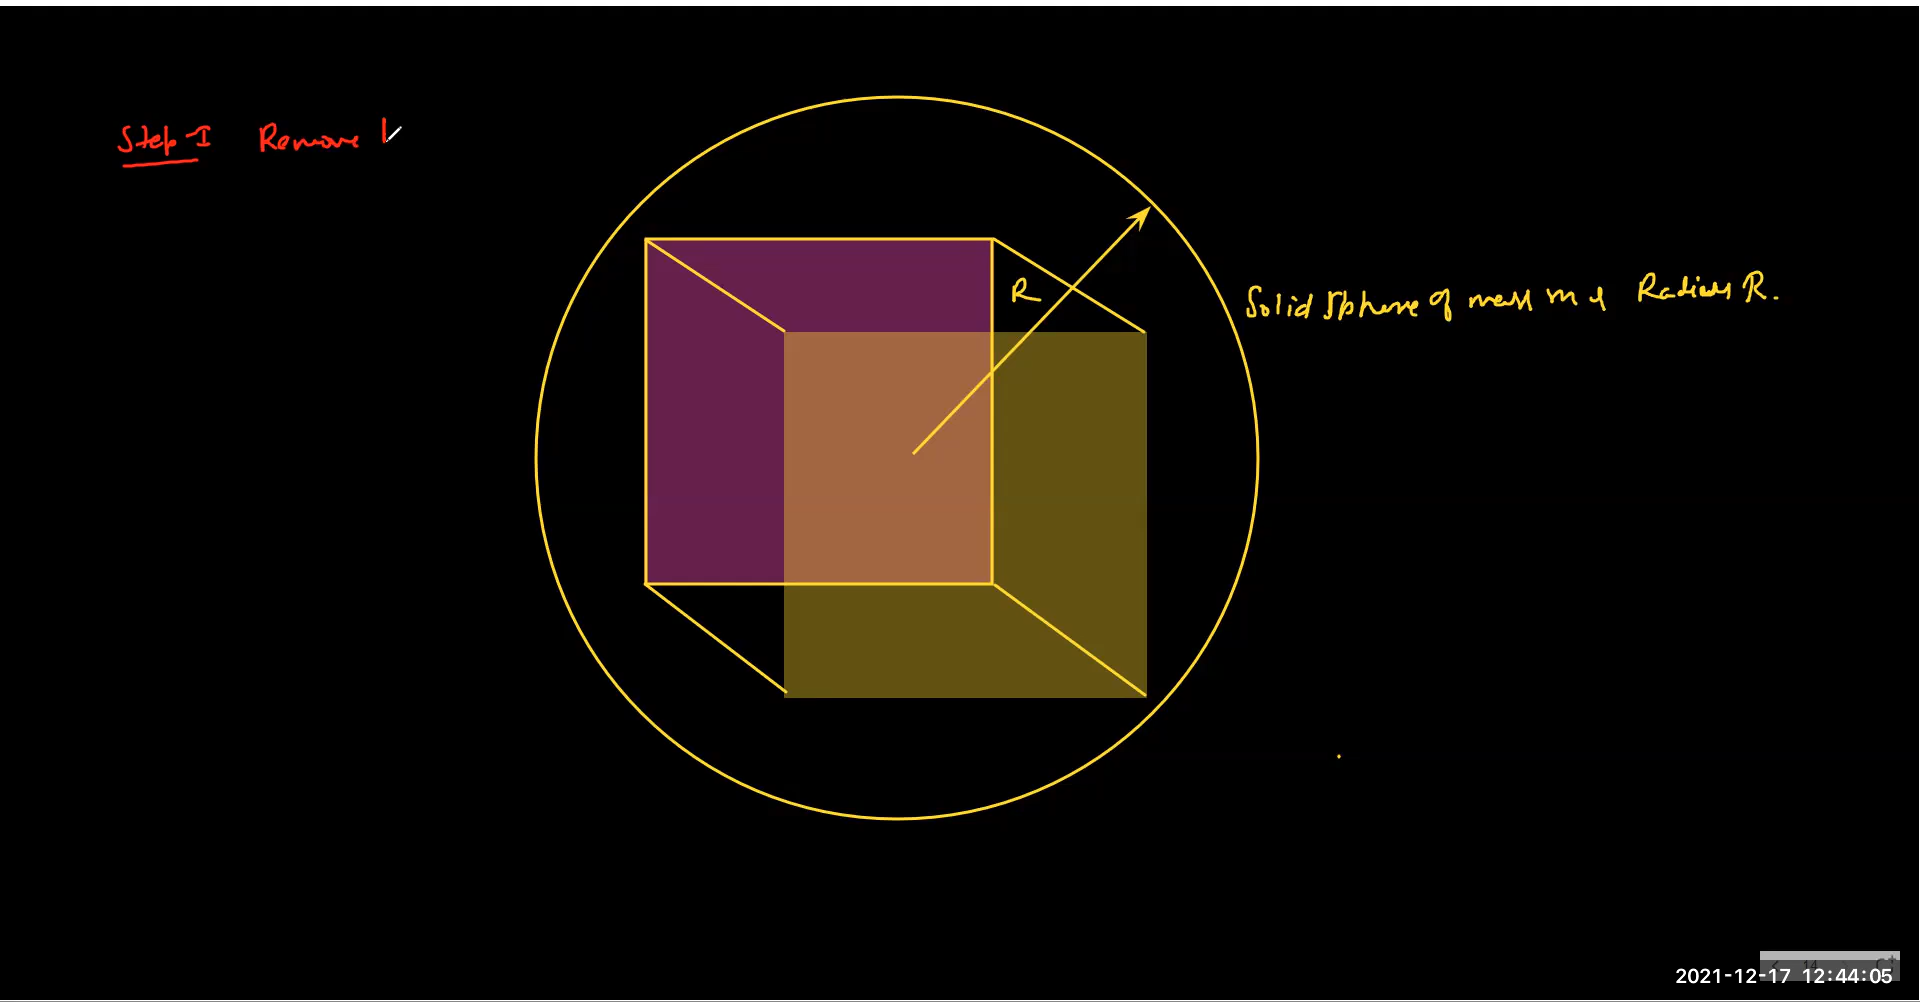 Step-I Remove
R
Solid Sphere of mass m & Radius R.
2021-12-17 12:44:05